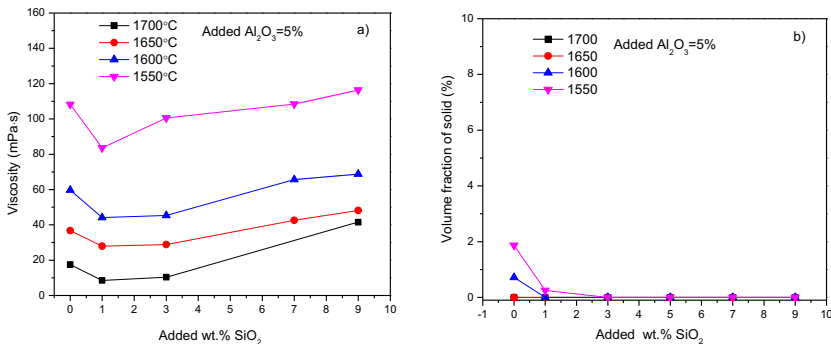 160
140
120
100
80
60
40
20
0
0 1 2 3 4 5 6 7 8 9 10
Viscosity (mPa·s)
Added wt.% SiO₂
1700°C
1650°C
1600°C
1550°C
Added Al₂O₃=5%
a)
10
8
6
4
2
0
-1 0 1 2 3 4 5 6 7 8 9 10
Volume fraction of solid (%)
Added wt.% SiO₂
1700
1650
1600
1550
Added Al₂O₃=5%
b)